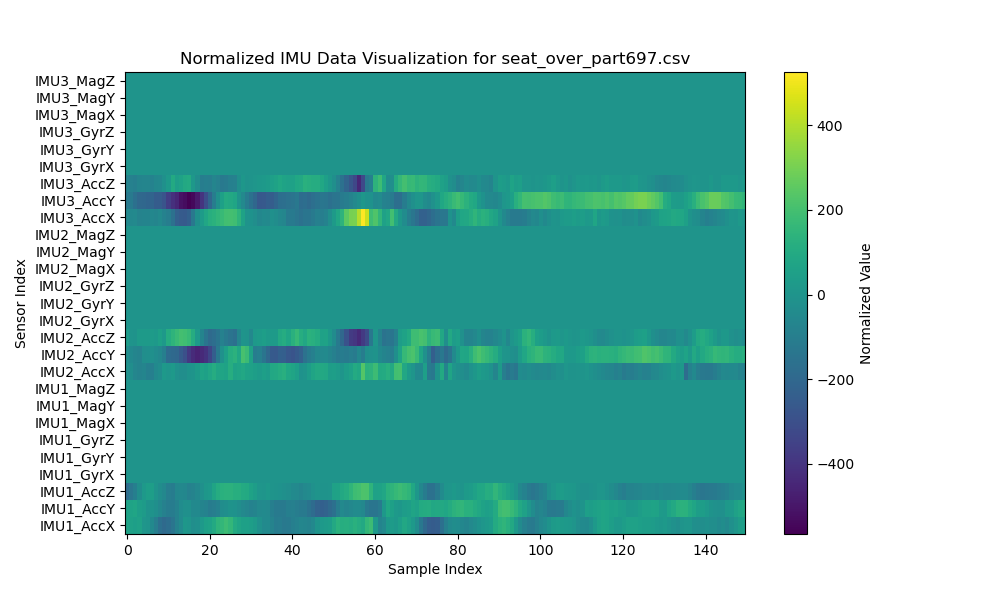 Normalized IMU Data Visualization for seat_over_part697.csv
Sensor Index
IMU3_MagZ
IMU3_MagY
IMU3_MagX
IMU3_GyrZ
IMU3_GyrY
IMU3_GyrX
IMU3_AccZ
IMU3_AccY
IMU3_AccX
IMU2_MagZ
IMU2_MagY
IMU2_MagX
IMU2_GyrZ
IMU2_GyrY
IMU2_GyrX
IMU2_AccZ
IMU2_AccY
IMU2_AccX
IMU1_MagZ
IMU1_MagY
IMU1_MagX
IMU1_GyrZ
IMU1_GyrY
IMU1_GyrX
IMU1_AccZ
IMU1_AccY
IMU1_AccX
0 20 40 60 80 100 120 140
Sample Index
400
200
0
−200
−400
Normalized Value